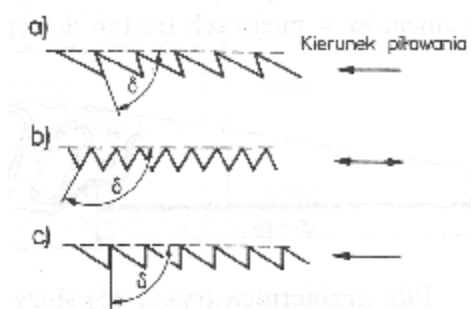 a)
Kierunek piłowania
δ
b)
δ
c)
δ